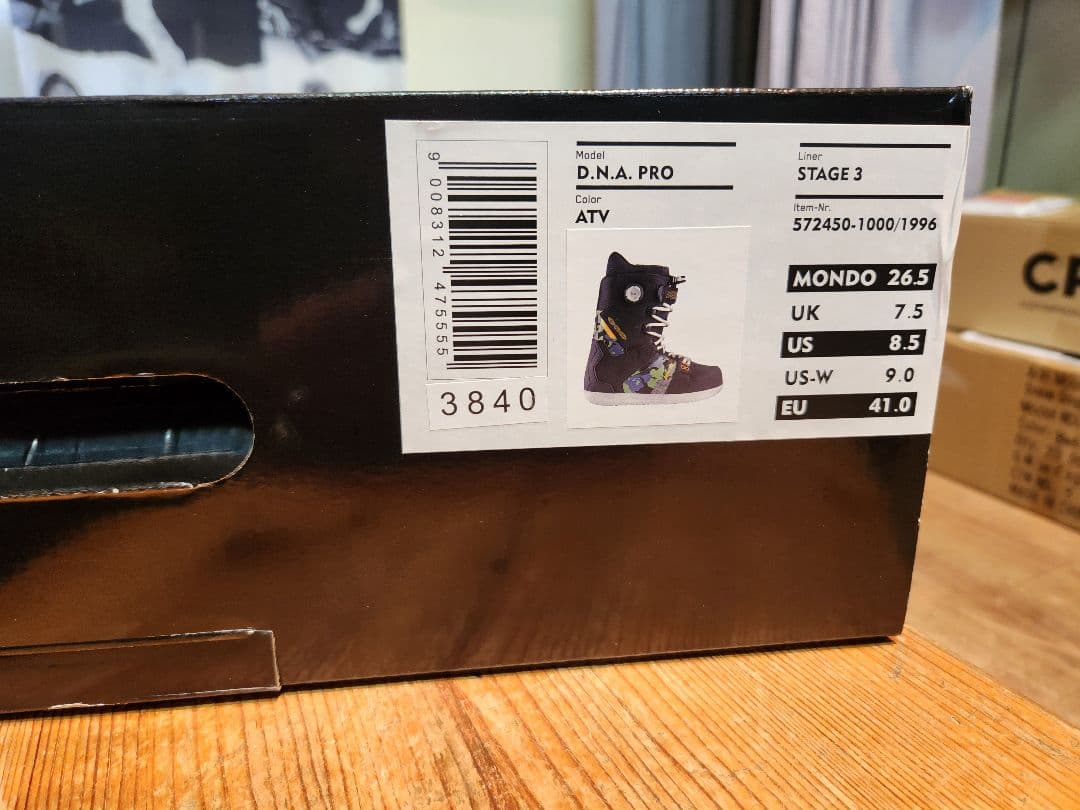 9 008312 475555
3840
Model
D.N.A. PRO
Color
ATV
Liner
STAGE 3
Item-Nr.
572450-1000/1996
MONDO 26.5
UK 7.5
US 8.5
US-W 9.0
EU 41.0